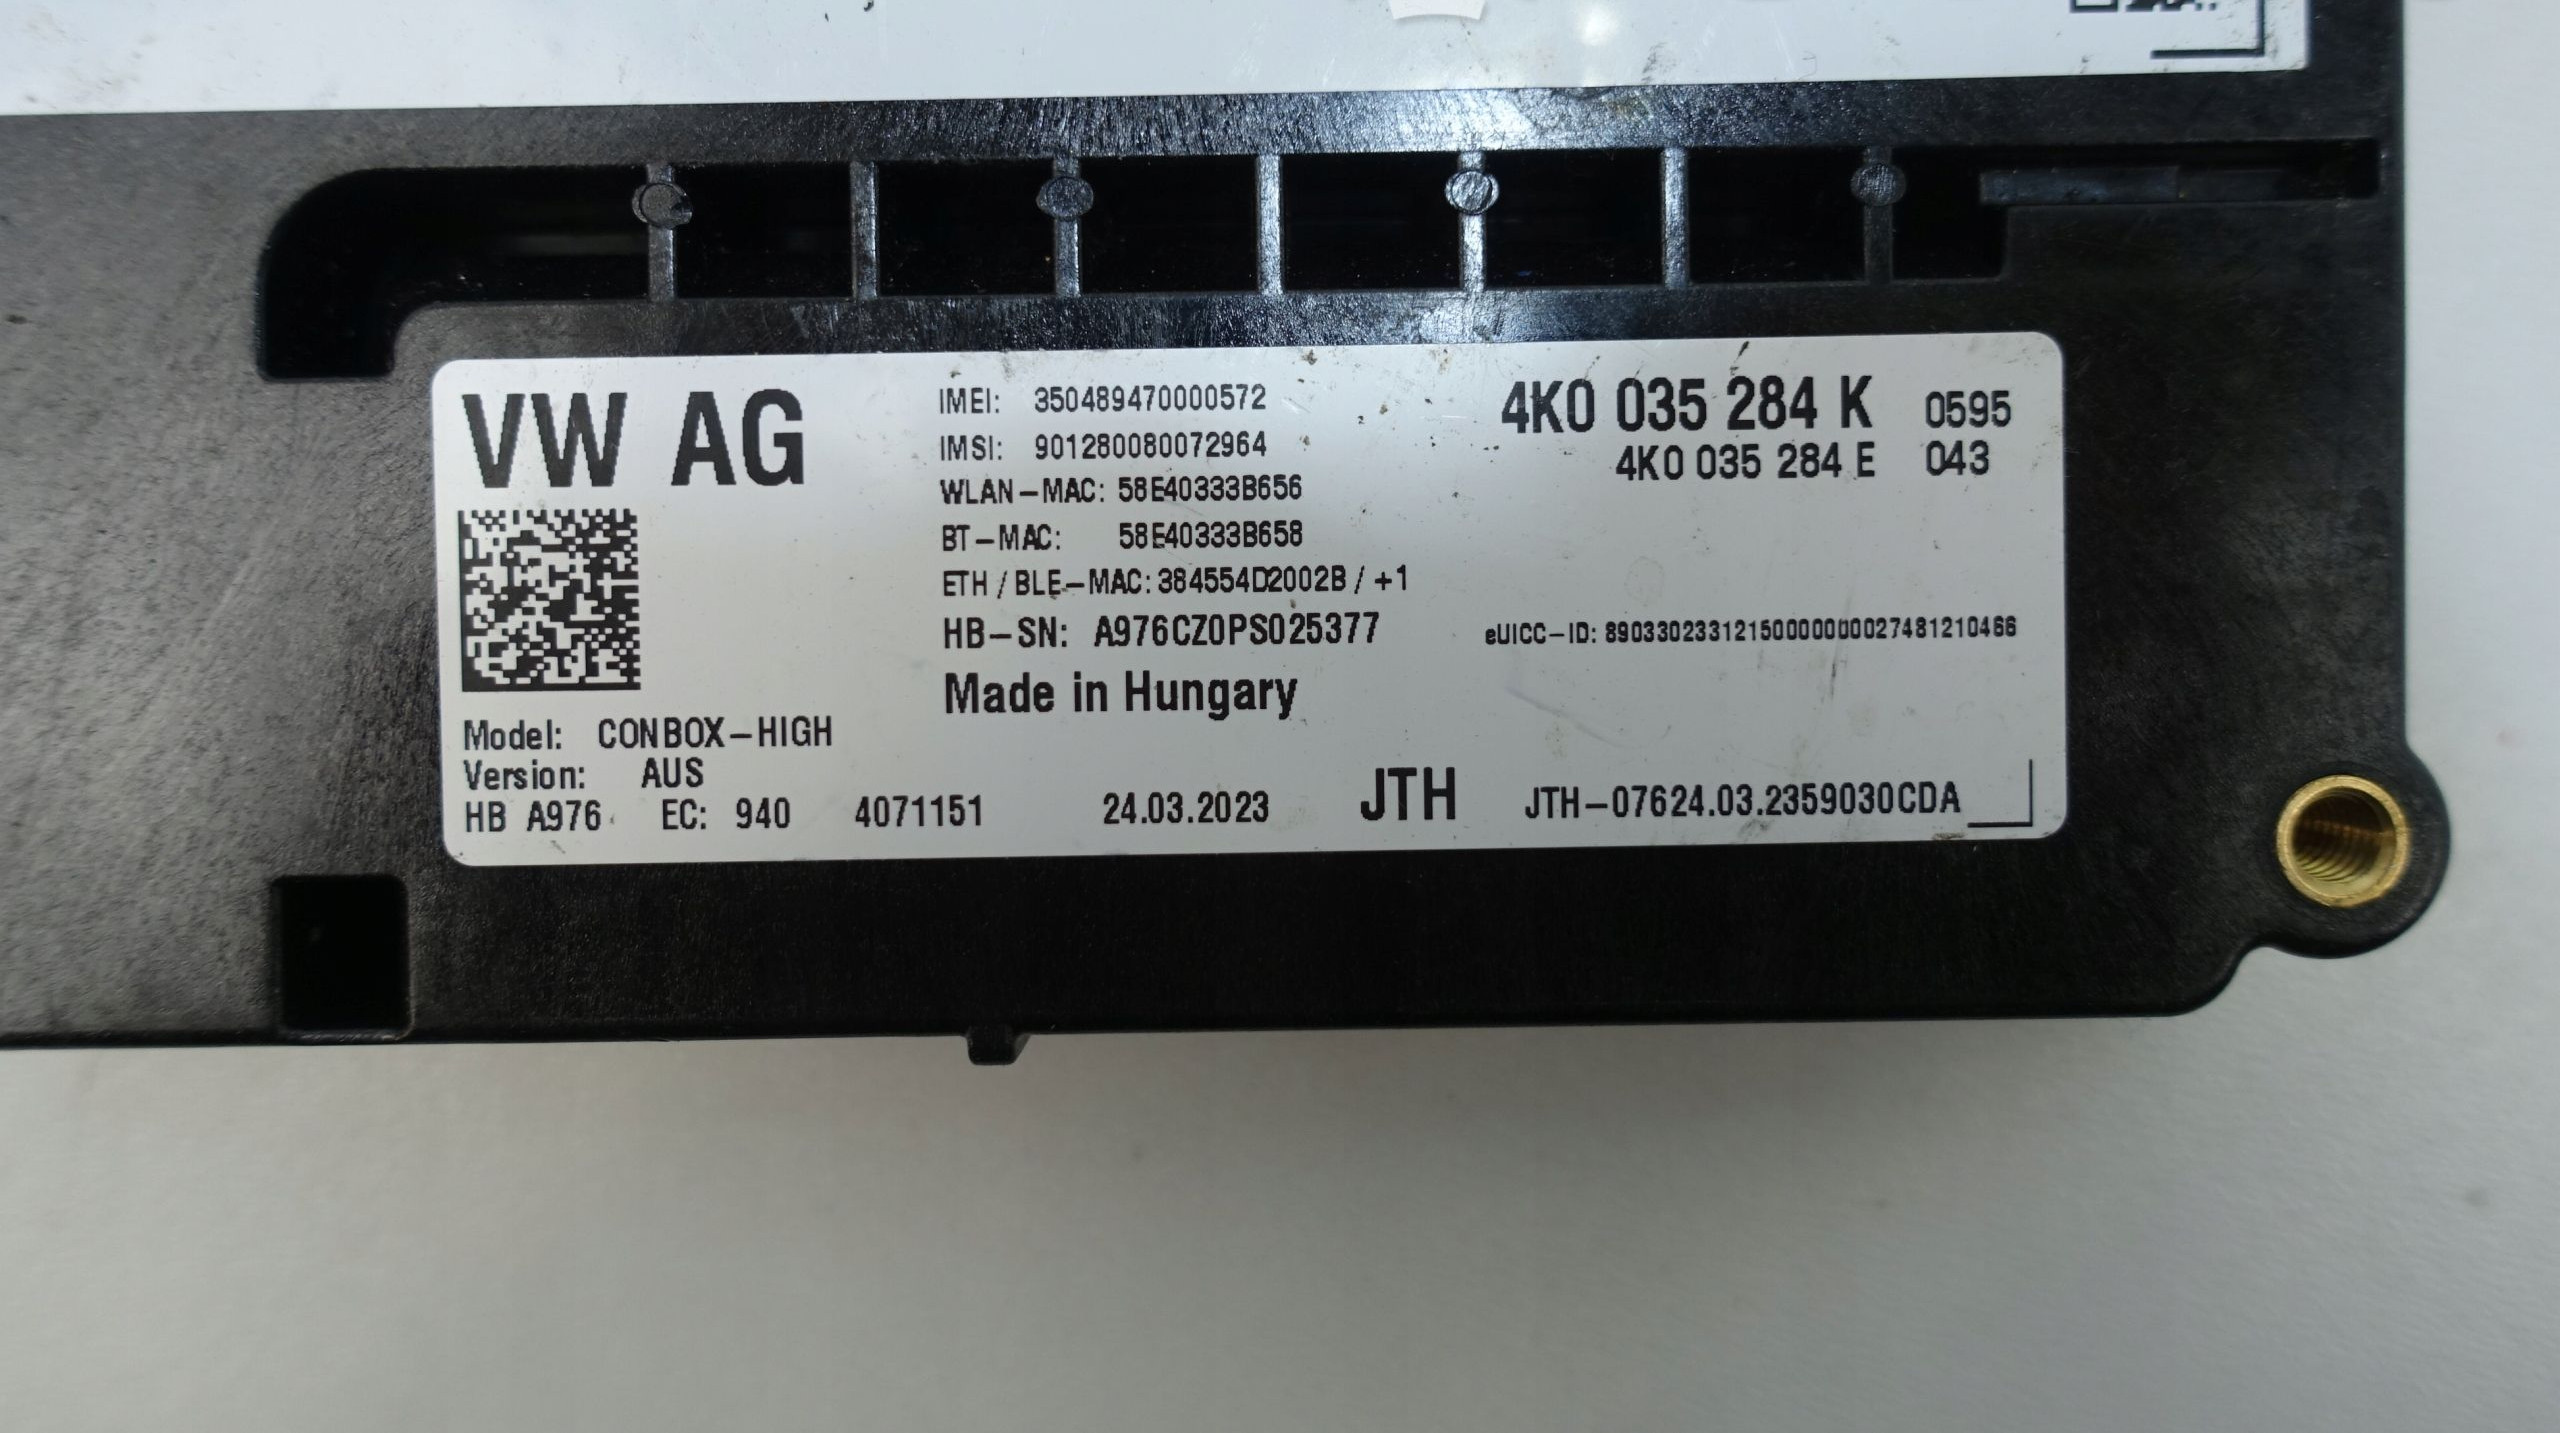 VW AG
IMEI: 350489470000572
IMSI: 901280080072964
WLAN-MAC: 58E40333B656
BT-MAC: 58E40333B658
ETH / BLE-MAC: 384554D2002B / +1
HB-SN: A976CZ0PS025377
Made in Hungary
4K0 035 284 K 0595
4K0 035 284 E 043
eUICC-ID: 89033023312150000000027481210466
Model: CONBOX-HIGH
Version: AUS
HB A976 EC: 940 4071151 24.03.2023 JTH JTH-07624.03.2359030CDA